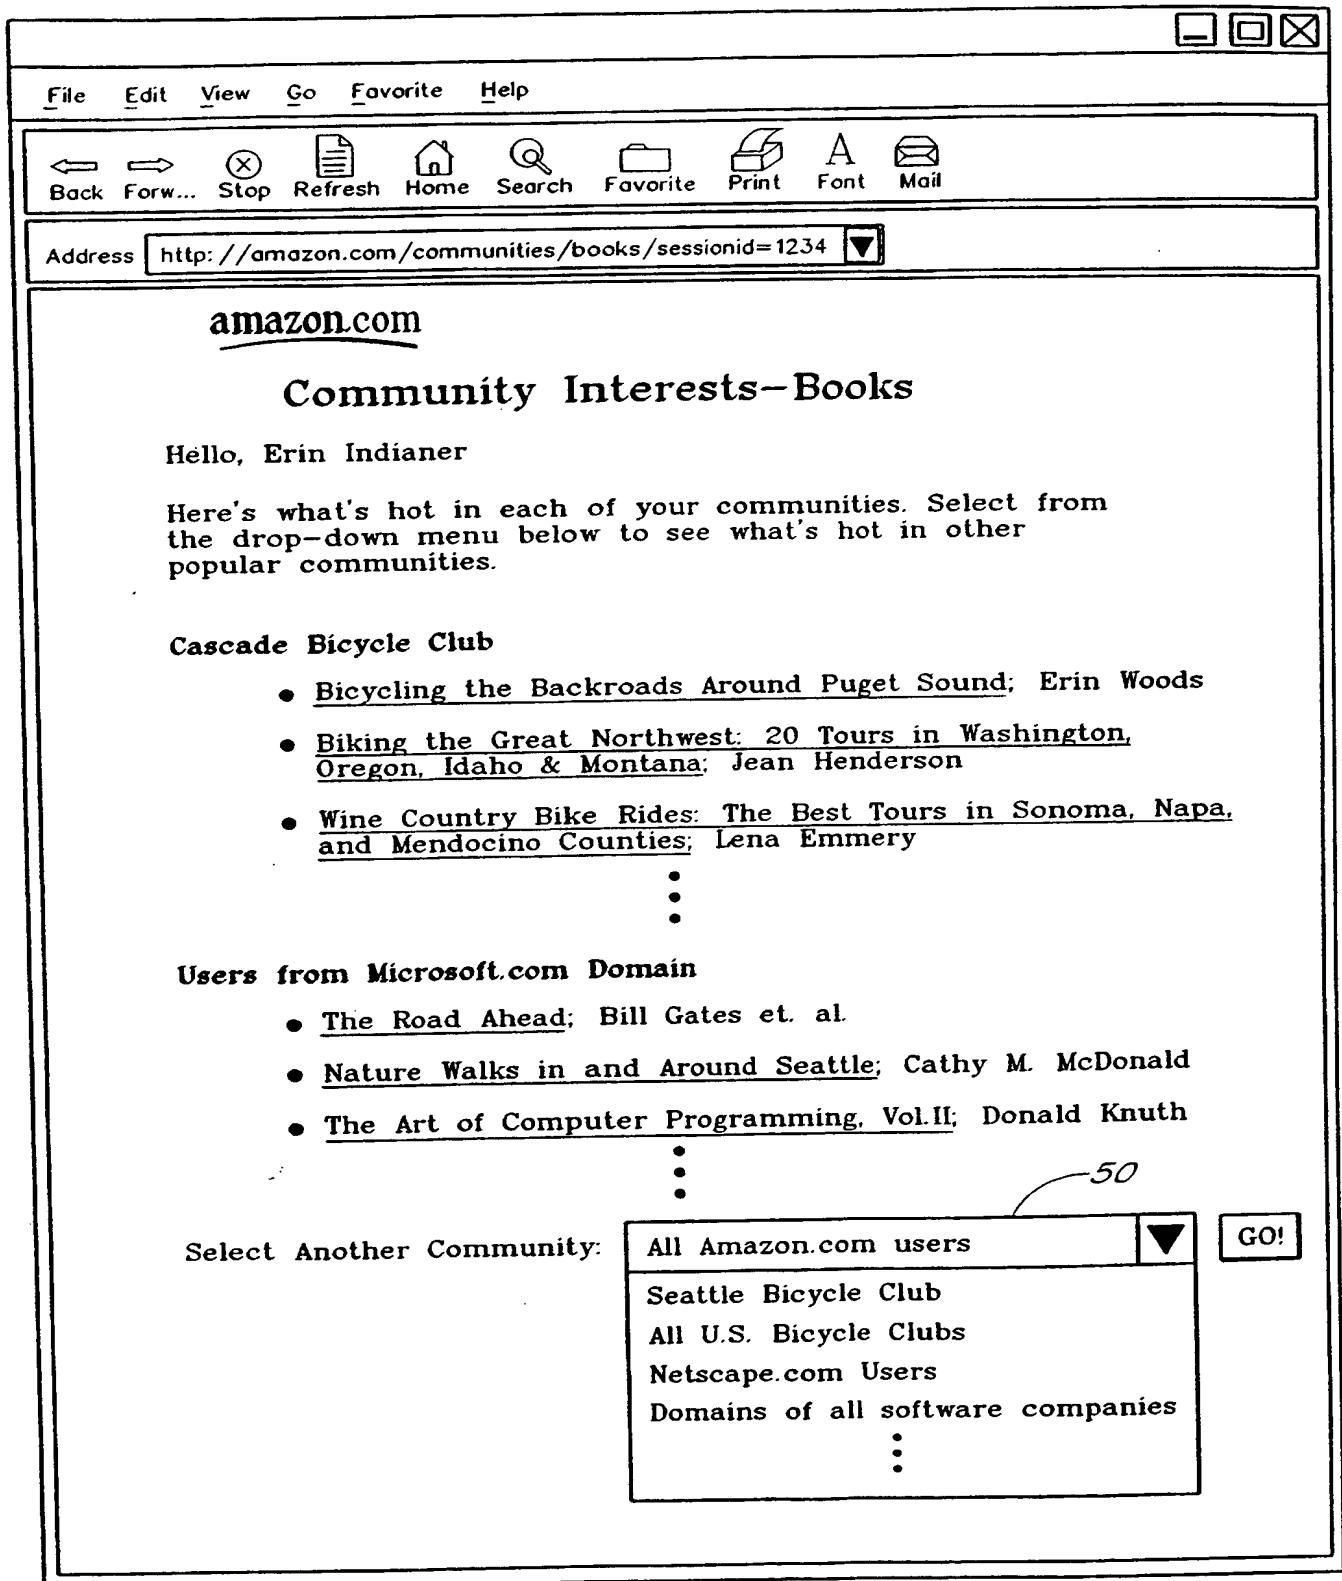 File Edit View Go Favorite Help
Back Forw... Stop Refresh Home Search Favorite Print Font Mail
Address http://amazon.com/communities/books/sessionid=1234
amazon.com
Community Interests–Books
Hello, Erin Indianer
Here's what's hot in each of your communities. Select from
the drop–down menu below to see what's hot in other
popular communities.
Cascade Bicycle Club
• Bicycling the Backroads Around Puget Sound; Erin Woods
• Biking the Great Northwest: 20 Tours in Washington,
Oregon, Idaho & Montana; Jean Henderson
• Wine Country Bike Rides: The Best Tours in Sonoma, Napa,
and Mendocino Counties; Lena Emmery
Users from Microsoft.com Domain
• The Road Ahead; Bill Gates et. al.
• Nature Walks in and Around Seattle; Cathy M. McDonald
• The Art of Computer Programming, Vol.II; Donald Knuth
50
Select Another Community: All Amazon.com users GO!
Seattle Bicycle Club
All U.S. Bicycle Clubs
Netscape.com Users
Domains of all software companies